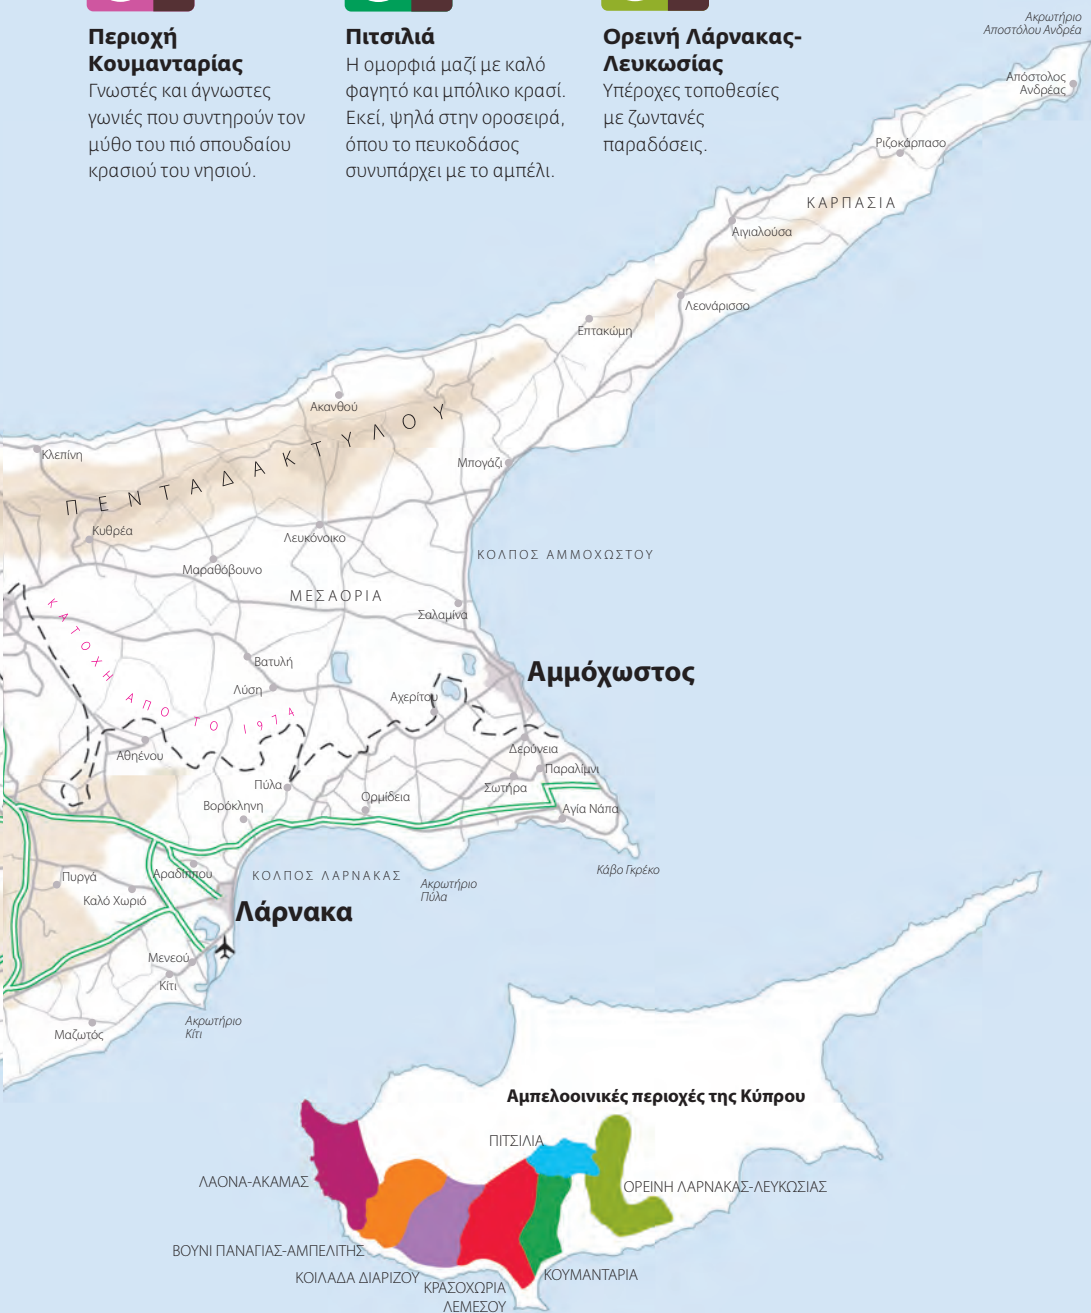 Περιοχή
Κουμανταρίας
Γνωστές και άγνωστες
γωνιές που συντηρούν τον
μύθο του πιό σπουδαίου
κρασιού του νησιού.
Πιτσιλιά
Η ομορφιά μαζί με καλό
φαγητό και μπόλικο κρασί.
Εκεί, ψηλά στην οροσειρά,
όπου το πευκοδάσος
συνυπάρχει με το αμπέλι.
Ορεινή Λάρνακας-
Λευκωσίας
Υπέροχες τοποθεσίες
με ζωντανές
παραδόσεις.
Ακρωτήριο
Αποστόλου Ανδρέα
Απόστολος
Ανδρέας
Ριζοκάρπασο
ΚΑΡΠΑΣΙΑ
Αιγιαλούσα
Λεονάρισσο
Επτακώμη
Ακανθού
Κλεπίνη
ΠΕΝΤΑΔΑΚΤΥΛΟΥ
Μπογάζι
Κυθρέα
Λευκόνοικο
ΚΟΛΠΟΣ ΑΜΜΟΧΩΣΤΟΥ
Μαραθόβουνο
ΜΕΣΑΟΡΙΑ
Σαλαμίνα
ΚΑΤΟΧΗ ΑΠΟ ΤΟ 1974
Βατυλή
Αμμόχωστος
Λύση
Αχερίτου
Αθηένου
Δερύνεια
Παραλίμνι
Πύλα
Σωτήρα
Ορμίδεια
Βορόκληνη
Αγία Νάπα
Κάβο Γκρέκο
Πυργά
Αραδίππου
ΚΟΛΠΟΣ ΛΑΡΝΑΚΑΣ
Ακρωτήριο
Πύλα
Καλό Χωριό
Λάρνακα
Μενεού
Κίτι
Ακρωτήριο
Κίτι
Μαζωτός
Αμπελοοινικές περιοχές της Κύπρου
ΠΙΤΣΙΛΙΑ
ΛΑΟΝΑ-ΑΚΑΜΑΣ
ΟΡΕΙΝΗ ΛΑΡΝΑΚΑΣ-ΛΕΥΚΩΣΙΑΣ
ΒΟΥΝΙ ΠΑΝΑΓΙΑΣ-ΑΜΠΕΛΙΤΗΣ
ΚΟΙΛΑΔΑ ΔΙΑΡΙΖΟΥ
ΚΡΑΣΟΧΩΡΙΑ
ΛΕΜΕΣΟΥ
ΚΟΥΜΑΝΤΑΡΙΑ